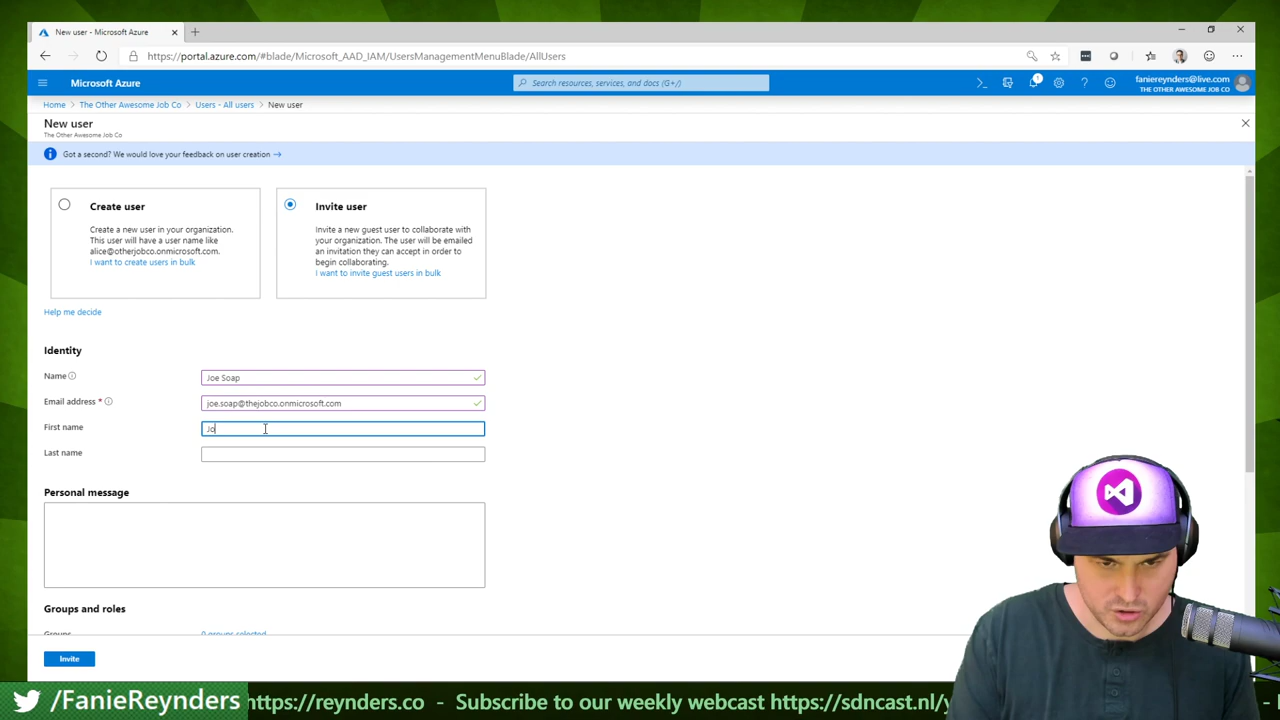 New user - Microsoft Azure
https://portal.azure.com/#blade/Microsoft_AAD_IAM/UsersManagementMenuBlade/AllUsers
Microsoft Azure
Search resources, services, and docs (G+/)
1
faniereynders@live.com
THE OTHER AWESOME JOB CO
Home > The Other Awesome Job Co > Users - All users > New user
New user
The Other Awesome Job Co
Got a second? We would love your feedback on user creation →
Create user
Create a new user in your organization.
This user will have a user name like
alice@otherjobco.onmicrosoft.com.
I want to create users in bulk
Invite user
Invite a new guest user to collaborate with
your organization. The user will be emailed
an invitation they can accept in order to
begin collaborating.
I want to invite guest users in bulk
Help me decide
Identity
Name
Joe Soap
Email address *
joe.soap@thejobco.onmicrosoft.com
First name
Jo
Last name
Personal message
Groups and roles
Groups
0 groups selected
Invite
/FanieReynders
https://reynders.co - Subscribe to our weekly webcast https://sdncast.nl/